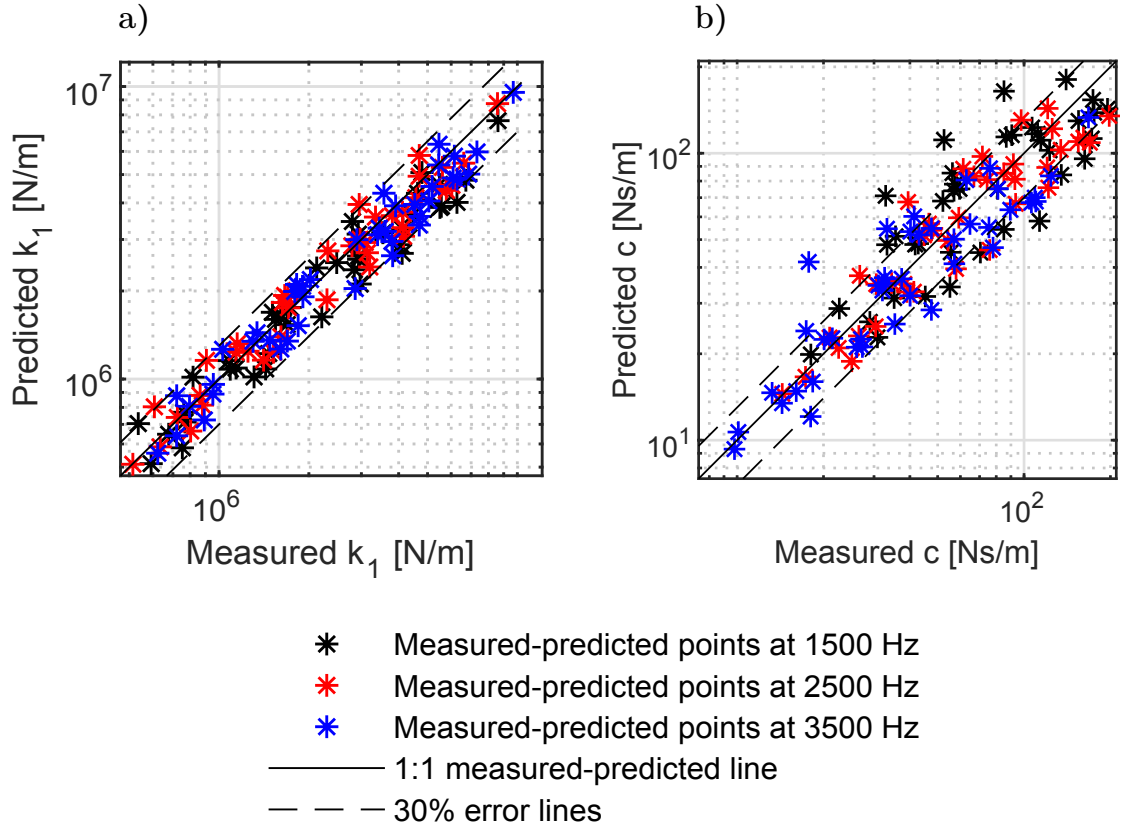 a)
b)
10^7
10^6
Predicted k_1 [N/m]
10^6
Measured k_1 [N/m]
10^2
10^1
Predicted c [Ns/m]
10^2
Measured c [Ns/m]
Measured-predicted points at 1500 Hz
Measured-predicted points at 2500 Hz
Measured-predicted points at 3500 Hz
1:1 measured-predicted line
30% error lines